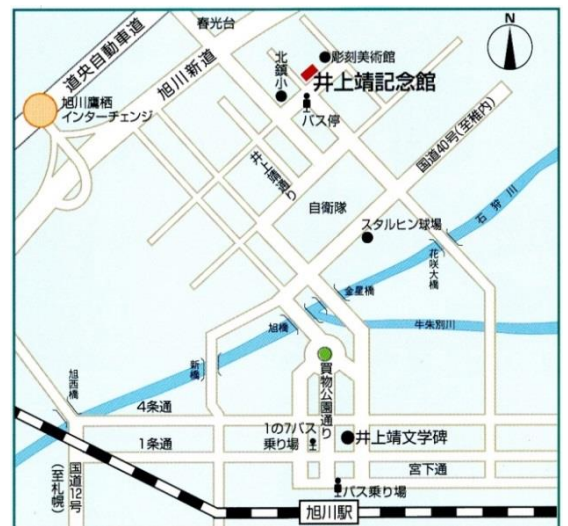 春光台
N
道央自動車道
旭川新道
彫刻美術館
北鎮小
井上靖記念館
旭川鷹栖
インターチェンジ
バス停
国道40号(至稚内)
井上靖通り
自衛隊
石狩川
スタルヒン球場
花咲大橋
金星橋
旭橋
牛朱別川
新橋
旭西橋
買物公園通り
4条通
1の7バス
乗り場
1条通
井上靖文学碑
宮下通
国道12号
(至札幌)
バス乗り場
旭川駅